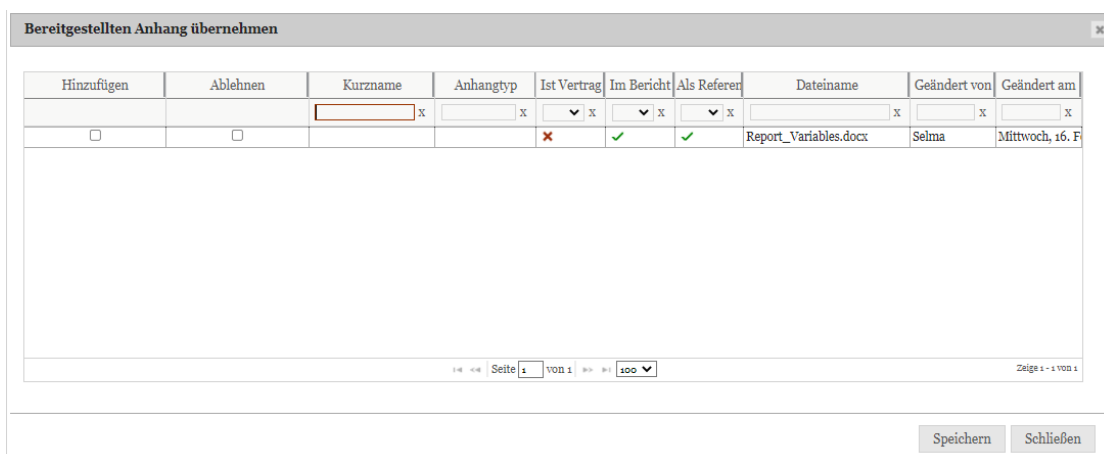 Bereitgestellten Anhang übernehmen
Hinzufügen Ablehnen Kurzname Anhangtyp Ist Vertrag Im Bericht Als Referen Dateiname Geändert von Geändert am
x x x x x x x x
Report_Variables.docx Selma Mittwoch, 16. F
Seite 1 von 1 100 Zeige 1 - 1 von 1
Speichern Schließen